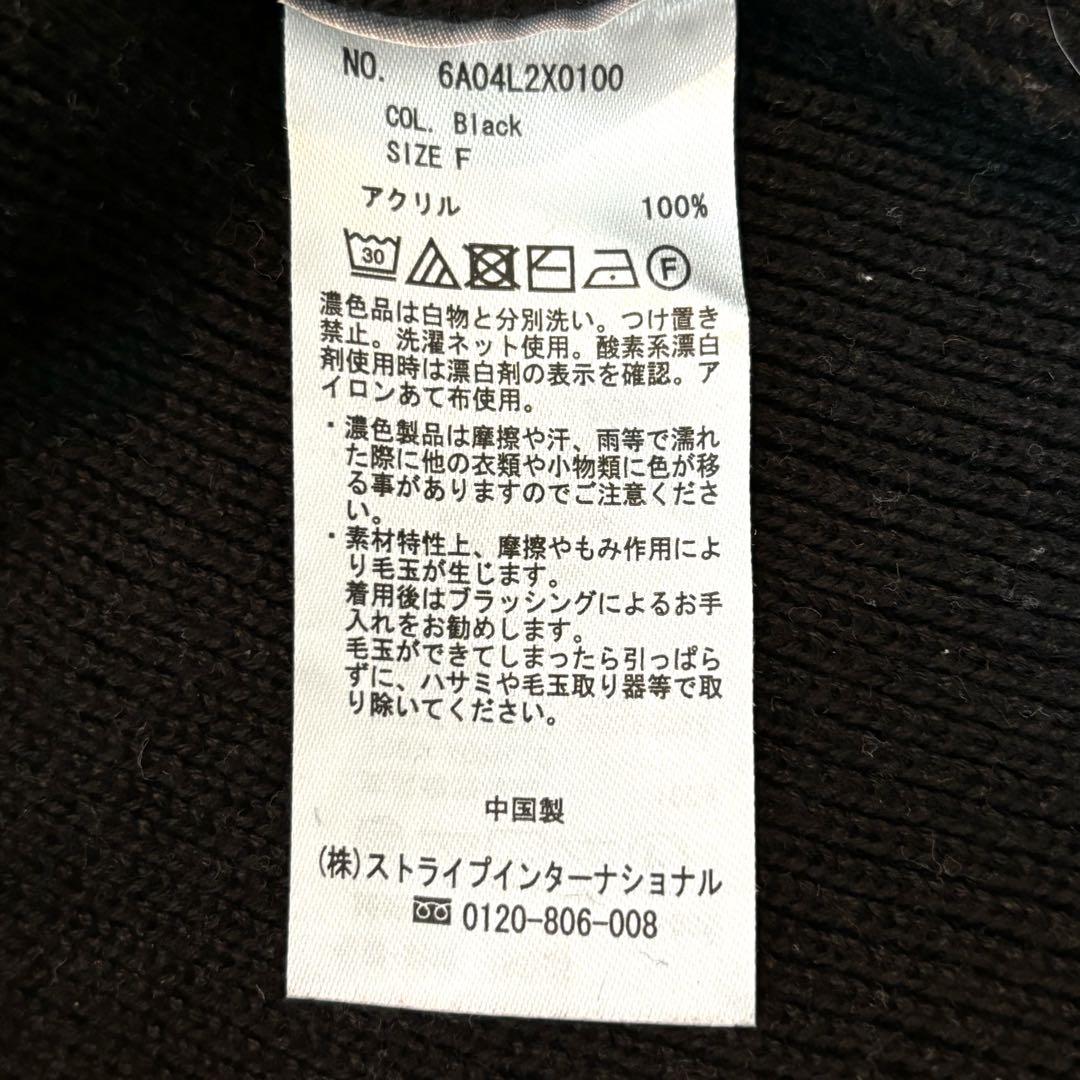 NO. 6A04L2X0100
COL. Black
SIZE F
アクリル 100%
30
F
濃色品は白物と分別洗い。つけ置き
禁止。洗濯ネット使用。酸素系漂白
剤使用時は漂白剤の表示を確認。ア
イロンあて布使用。
・濃色製品は摩擦や汗、雨等で濡れ
た際に他の衣類や小物類に色が移
る事がありますのでご注意くださ
い。
・素材特性上、摩擦やもみ作用によ
り毛玉が生じます。
着用後はブラッシングによるお手
入れをお勧めします。
毛玉ができてしまったら引っぱら
ずに、ハサミや毛玉取り器等で取
り除いてください。
中国製
(株)ストライプインターナショナル
0120-806-008